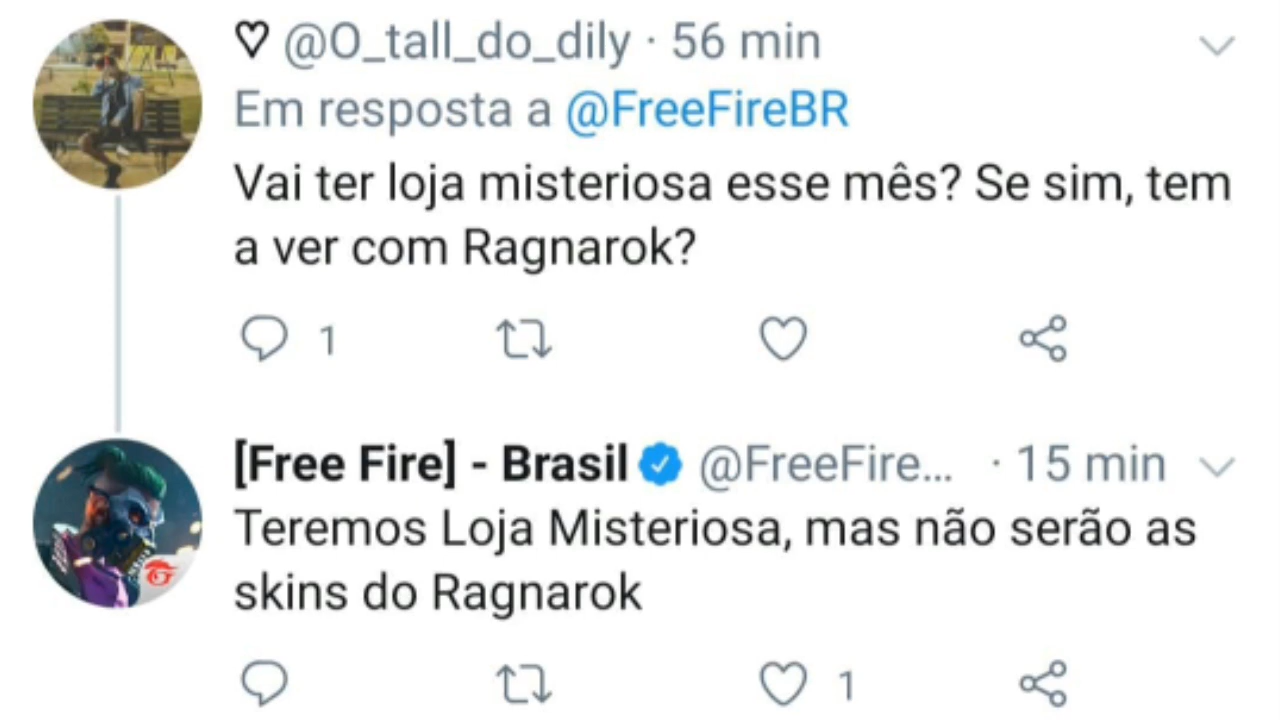 ♡ @O_tall_do_dily · 56 min
Em resposta a @FreeFireBR
Vai ter loja misteriosa esse mês? Se sim, tem
a ver com Ragnarok?
1
[Free Fire] - Brasil @FreeFire... · 15 min
Teremos Loja Misteriosa, mas não serão as
skins do Ragnarok
1